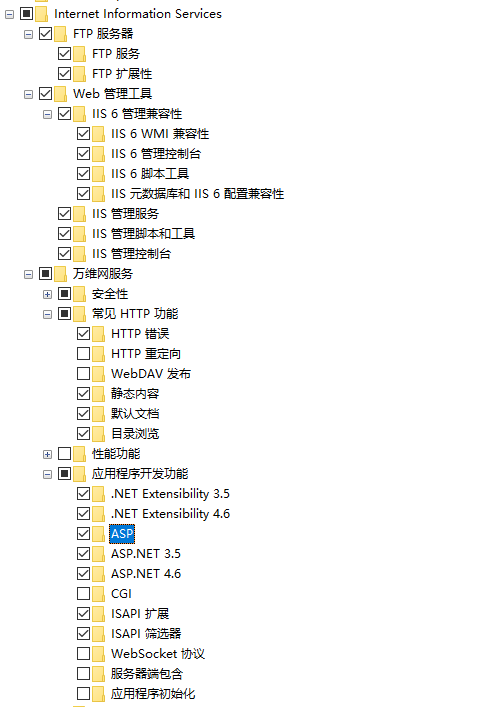 Internet Information Services
FTP 服务器
FTP 服务
FTP 扩展性
Web 管理工具
IIS 6 管理兼容性
IIS 6 WMI 兼容性
IIS 6 管理控制台
IIS 6 脚本工具
IIS 元数据库和 IIS 6 配置兼容性
IIS 管理服务
IIS 管理脚本和工具
IIS 管理控制台
万维网服务
安全性
常见 HTTP 功能
HTTP 错误
HTTP 重定向
WebDAV 发布
静态内容
默认文档
目录浏览
性能功能
应用程序开发功能
.NET Extensibility 3.5
.NET Extensibility 4.6
ASP
ASP.NET 3.5
ASP.NET 4.6
CGI
ISAPI 扩展
ISAPI 筛选器
WebSocket 协议
服务器端包含
应用程序初始化